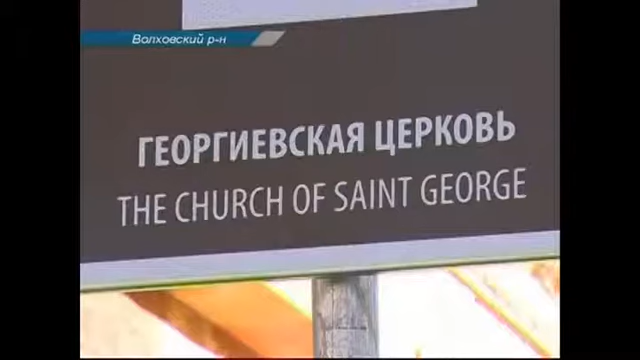 Волховский р-н
ГЕОРГИЕВСКАЯ ЦЕРКОВЬ
THE CHURCH OF SAINT GEORGE